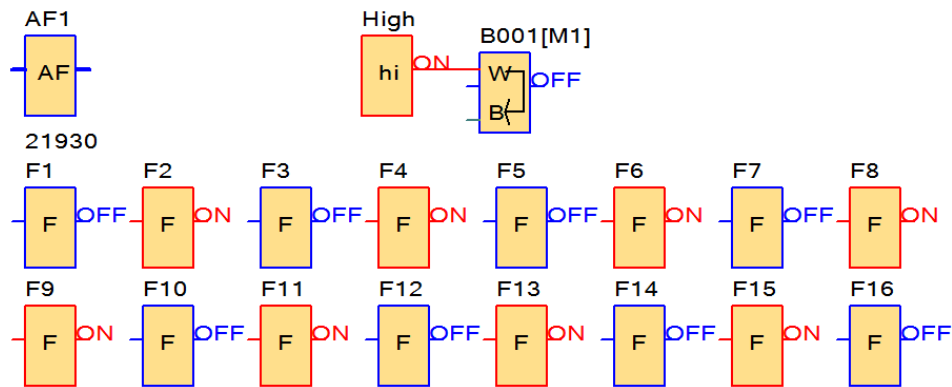 AF1 High
B001[M1]
AF hi ON W OFF
B
21930
F1 F2 F3 F4 F5 F6 F7 F8
F OFF F ON F OFF F ON F OFF F ON F OFF F ON
F9 F10 F11 F12 F13 F14 F15 F16
F ON F OFF F ON F OFF F ON F OFF F ON F OFF